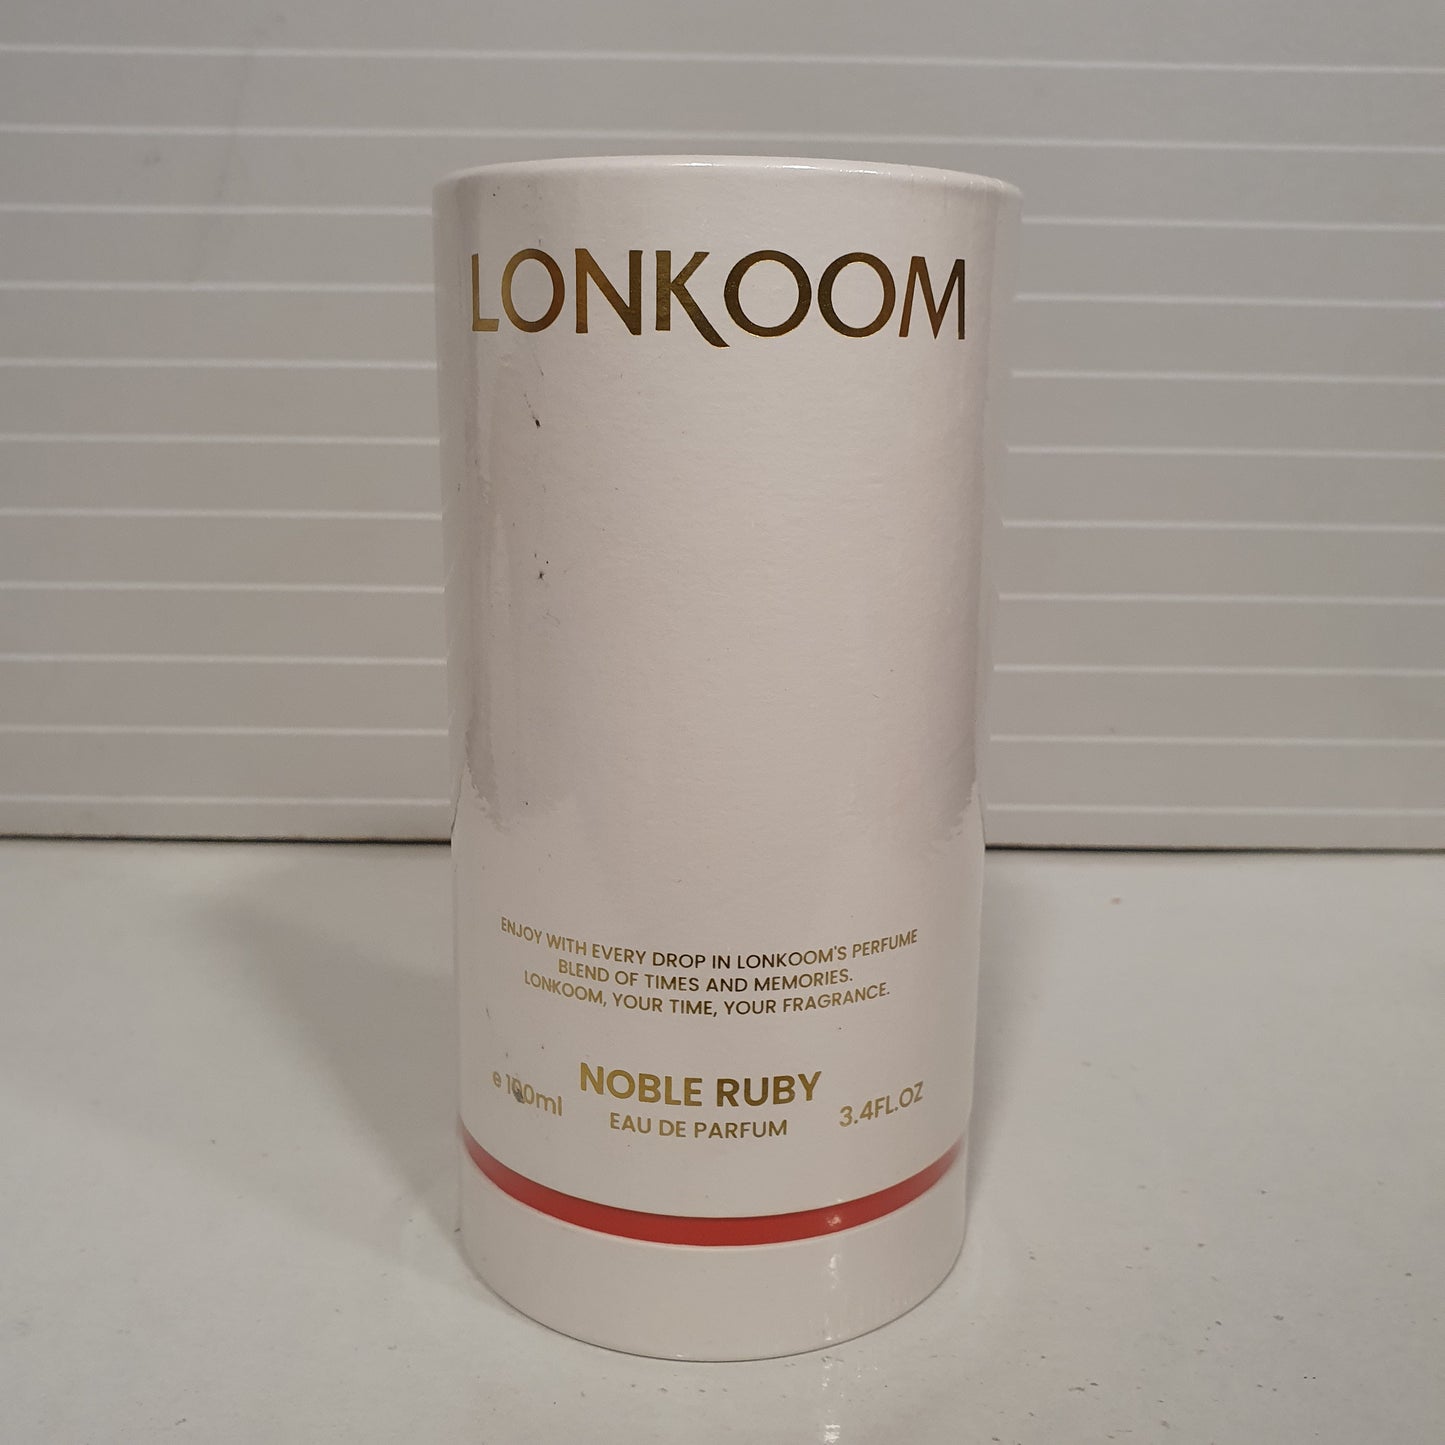 LONKOOM
ENJOY WITH EVERY DROP IN LONKOOM'S PERFUME
BLEND OF TIMES AND MEMORIES.
LONKOOM, YOUR TIME, YOUR FRAGRANCE.
NOBLE RUBY
℮ 100ml EAU DE PARFUM 3.4FL.OZ